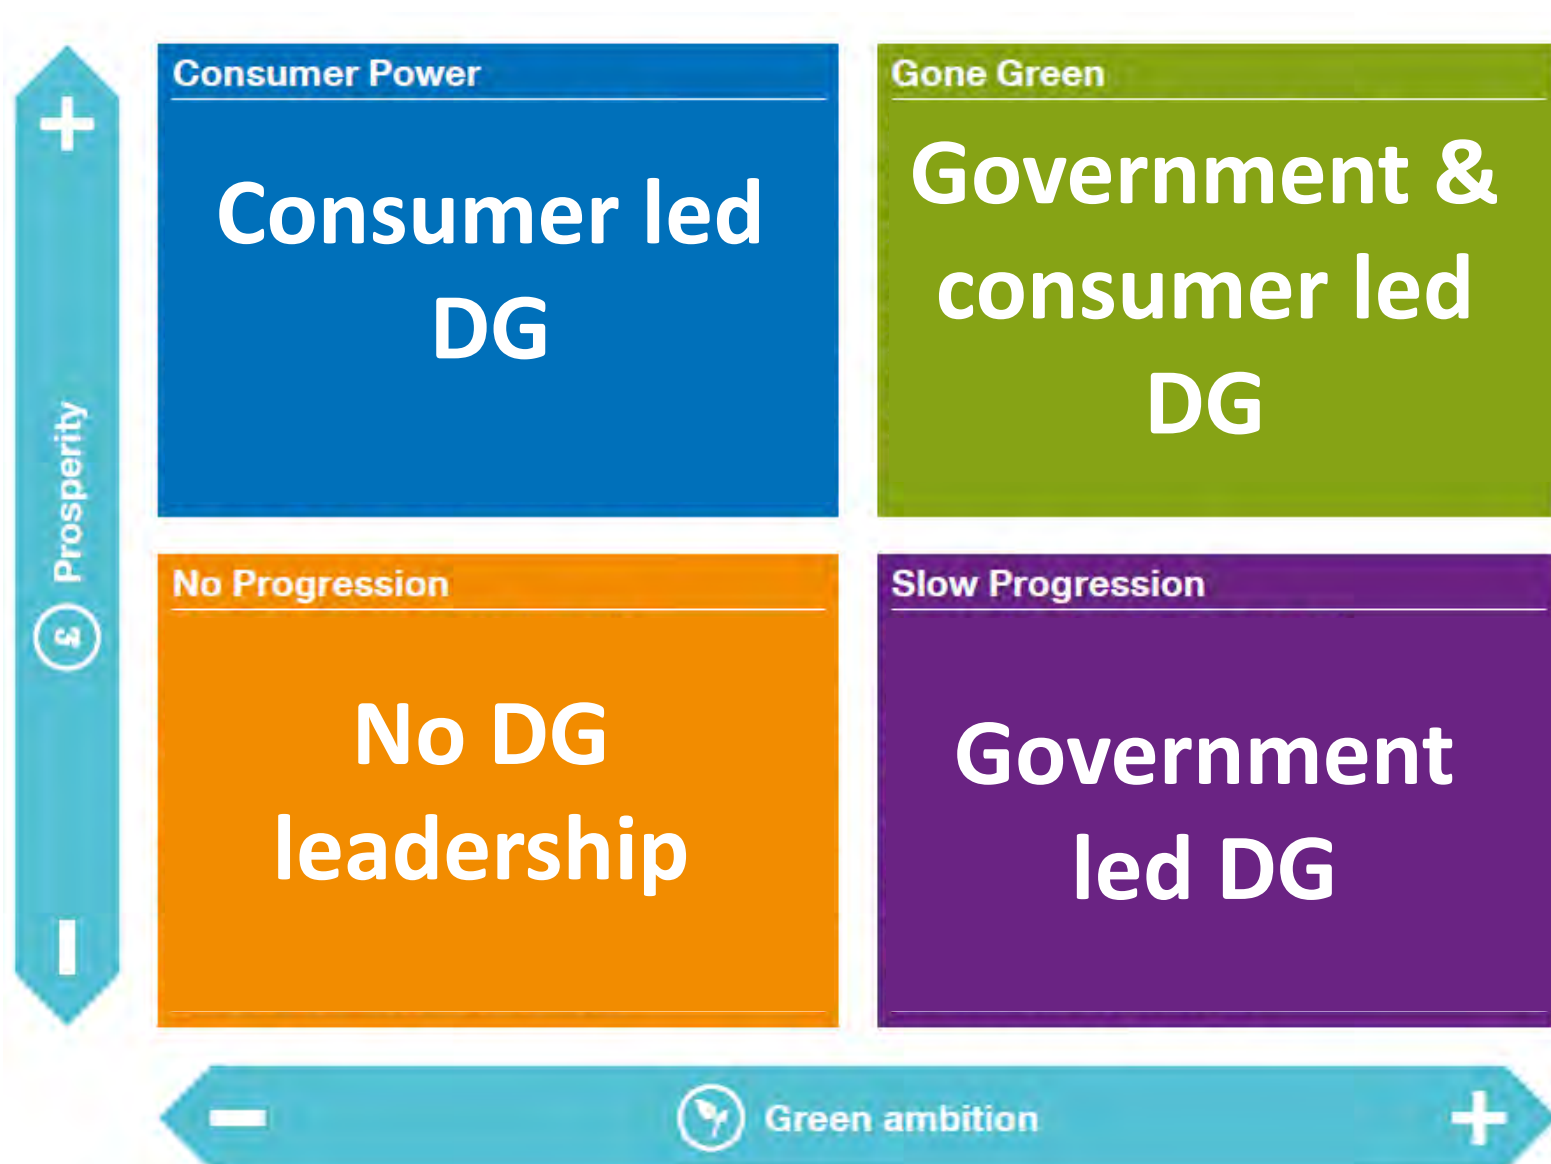 Consumer Power
Consumer led
DG
Gone Green
Government &
consumer led
DG
No Progression
No DG
leadership
Slow Progression
Government
led DG
+
£ Prosperity
−
−
Green ambition
+